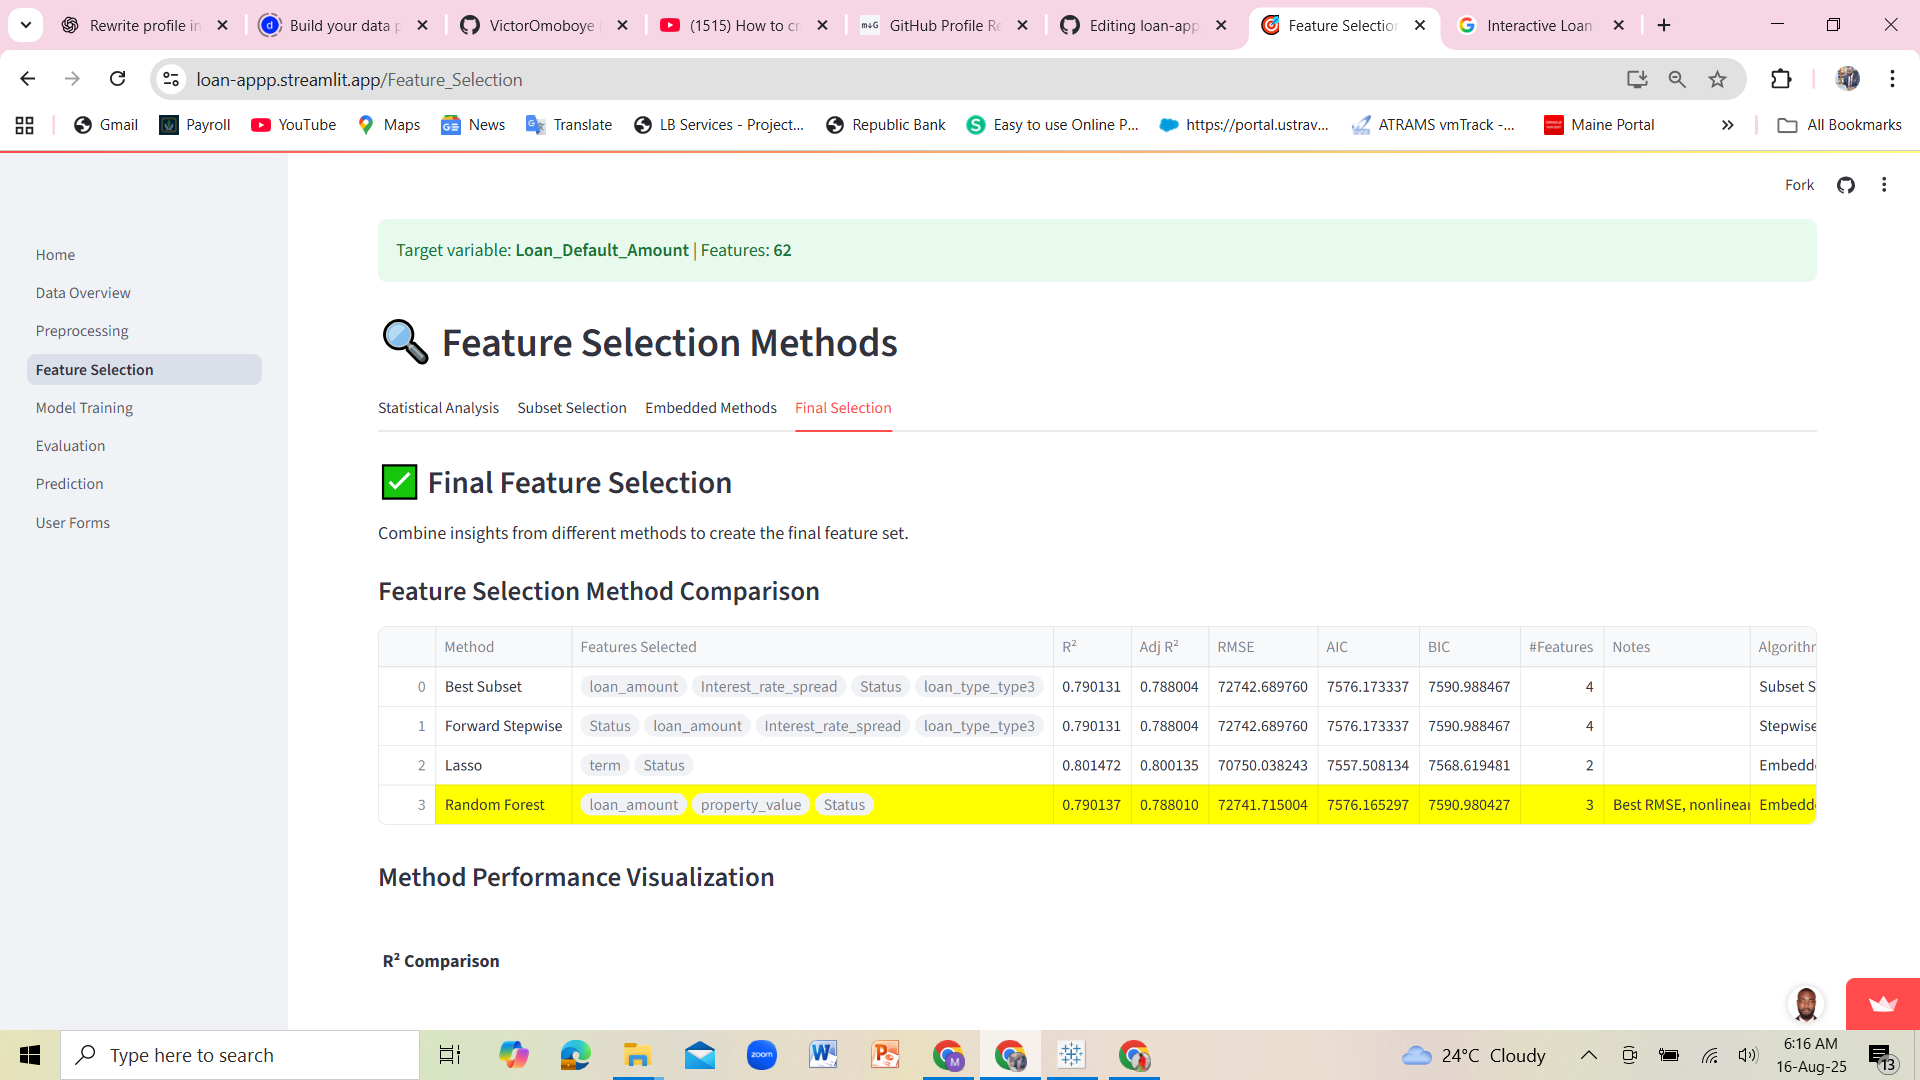 Rewrite profile in
Build your data p
VictorOmoboye
(1515) How to cr
GitHub Profile Re
Editing loan-app
Feature Selection
Interactive Loan
loan-appp.streamlit.app/Feature_Selection
Gmail
Payroll
YouTube
Maps
News
Translate
LB Services - Project...
Republic Bank
Easy to use Online P...
https://portal.ustrav...
ATRAMS vmTrack -...
Maine Portal
All Bookmarks
Fork
Home
Data Overview
Preprocessing
Feature Selection
Model Training
Evaluation
Prediction
User Forms
Target variable: Loan_Default_Amount | Features: 62
Feature Selection Methods
Statistical Analysis Subset Selection Embedded Methods Final Selection
Final Feature Selection
Combine insights from different methods to create the final feature set.
Feature Selection Method Comparison
Method Features Selected R² Adj R² RMSE AIC BIC #Features Notes Algorithm
0 Best Subset loan_amount Interest_rate_spread Status loan_type_type3 0.790131 0.788004 72742.689760 7576.173337 7590.988467 4 Subset S
1 Forward Stepwise Status loan_amount Interest_rate_spread loan_type_type3 0.790131 0.788004 72742.689760 7576.173337 7590.988467 4 Stepwise
2 Lasso term Status 0.801472 0.800135 70750.038243 7557.508134 7568.619481 2 Embedd
3 Random Forest loan_amount property_value Status 0.790137 0.788010 72741.715004 7576.165297 7590.980427 3 Best RMSE, nonlinear Embedd
Method Performance Visualization
R² Comparison
Type here to search
zoom
24°C Cloudy
6:16 AM
16-Aug-25
13